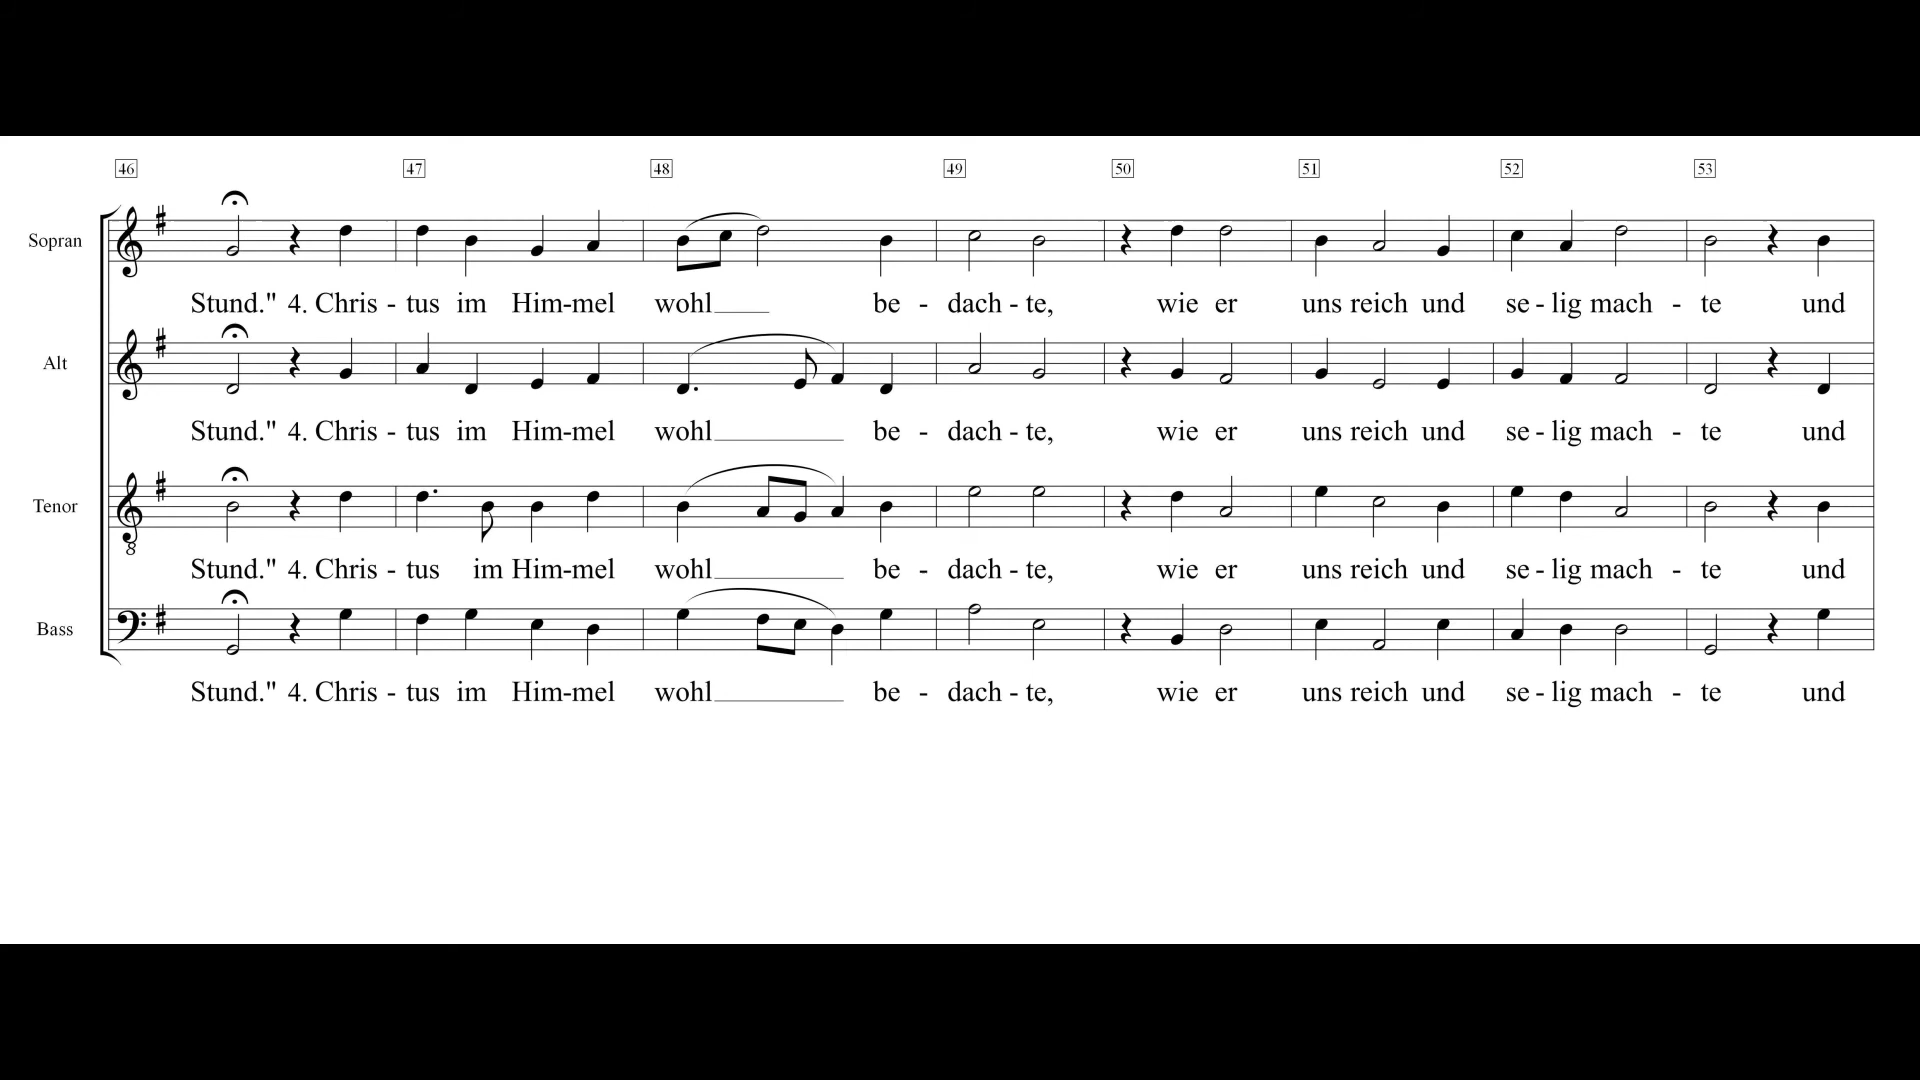 46 47 48 49 50 51 52 53
Sopran
Stund." 4. Chris - tus im Him-mel wohl be - dach - te, wie er uns reich und se - lig mach - te und
Alt
Stund." 4. Chris - tus im Him-mel wohl be - dach - te, wie er uns reich und se - lig mach - te und
Tenor
8
Stund." 4. Chris - tus im Him-mel wohl be - dach - te, wie er uns reich und se - lig mach - te und
Bass
Stund." 4. Chris - tus im Him-mel wohl be - dach - te, wie er uns reich und se - lig mach - te und